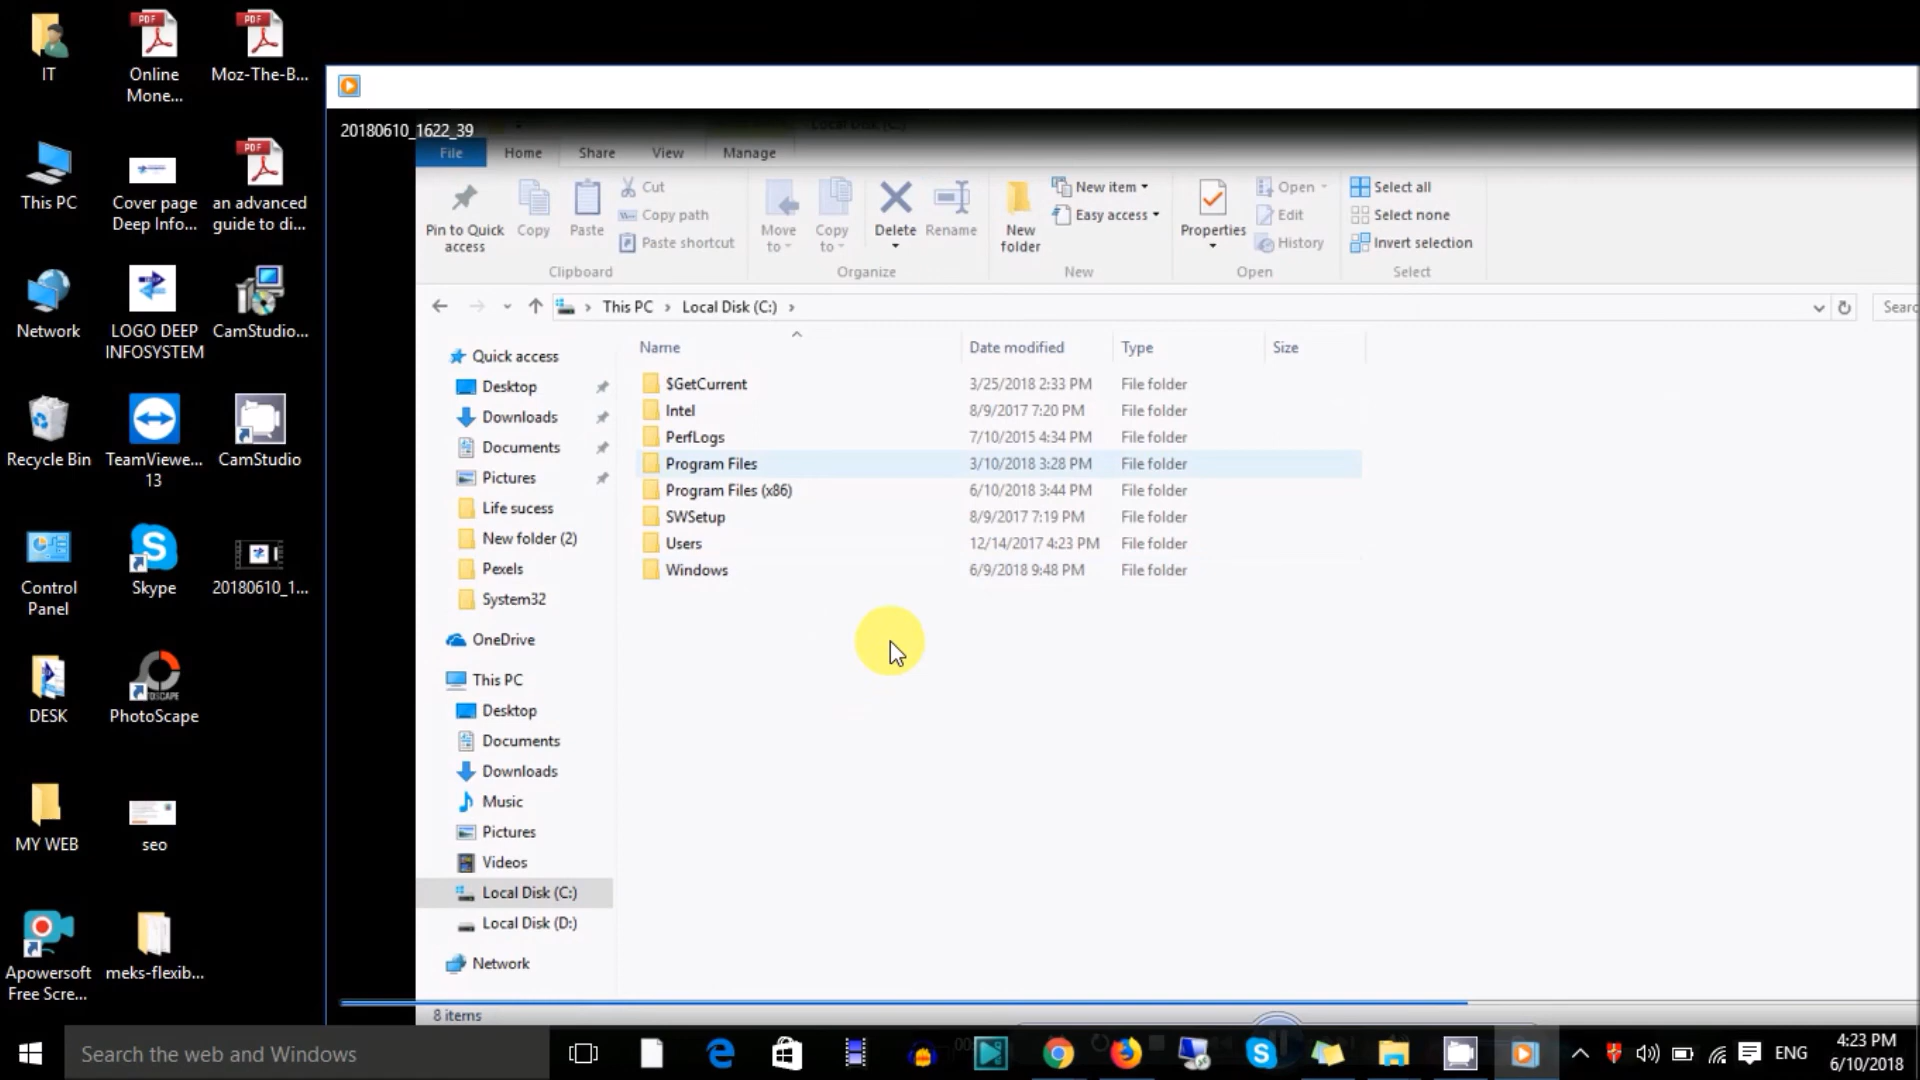 IT
Online
Mone...
Moz-The-B...
This PC
Cover page
Deep Info...
an advanced
guide to di...
Network
LOGO DEEP
INFOSYSTEM
CamStudio...
Recycle Bin
TeamViewe...
13
CamStudio
Control
Panel
Skype
20180610_1...
DESK
PhotoScape
MY WEB
seo
Apowersoft
Free Scre...
meks-flexib...
20180610_1622_39
Local Disk (C:)
File Home Share View Manage
Pin to Quick
access
Copy
Paste
Cut
Copy path
Paste shortcut
Clipboard
Move
to
Copy
to
Delete
Rename
Organize
New
folder
New item
Easy access
New
Properties
Open
Edit
History
Open
Select all
Select none
Invert selection
Select
This PC > Local Disk (C:) >
Searc
Quick access
Desktop
Downloads
Documents
Pictures
Life sucess
New folder (2)
Pexels
System32
OneDrive
This PC
Desktop
Documents
Downloads
Music
Pictures
Videos
Local Disk (C:)
Local Disk (D:)
Network
Name Date modified Type Size
$GetCurrent 3/25/2018 2:33 PM File folder
Intel 8/9/2017 7:20 PM File folder
PerfLogs 7/10/2015 4:34 PM File folder
Program Files 3/10/2018 3:28 PM File folder
Program Files (x86) 6/10/2018 3:44 PM File folder
SWSetup 8/9/2017 7:19 PM File folder
Users 12/14/2017 4:23 PM File folder
Windows 6/9/2018 9:48 PM File folder
8 items
Search the web and Windows
ENG
4:23 PM
6/10/2018